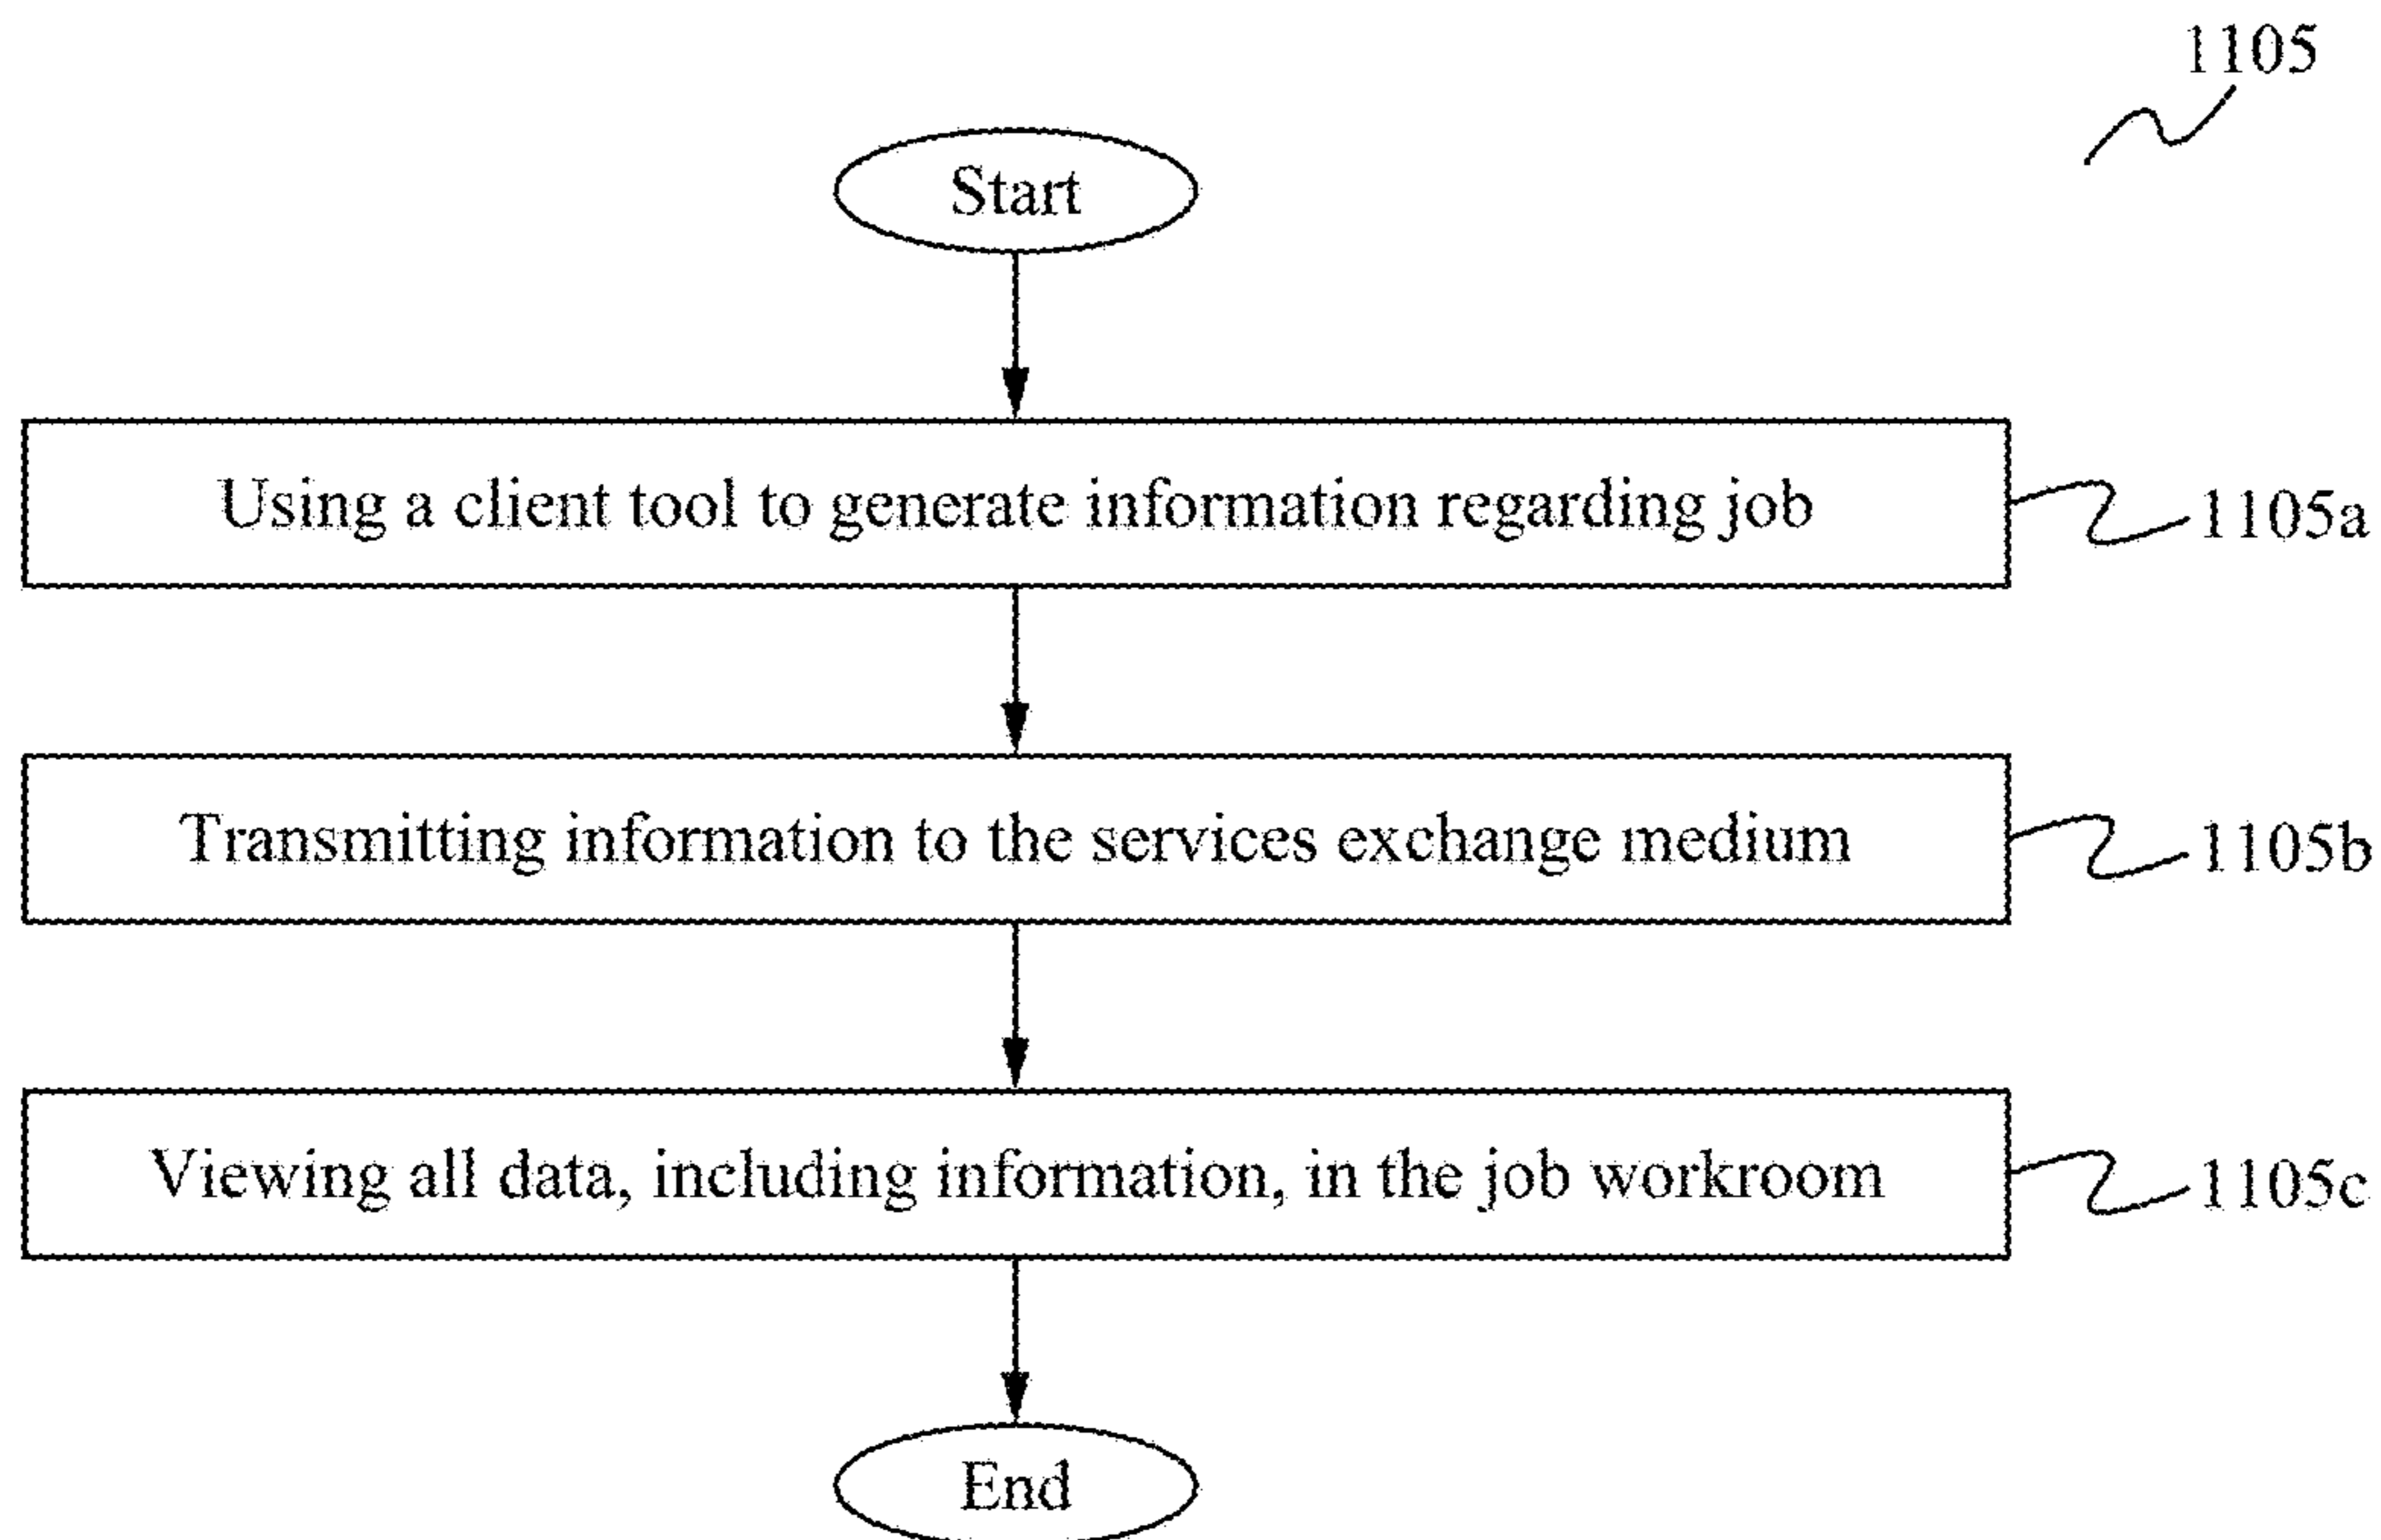 1105
Start
Using a client tool to generate information regarding job
1105a
Transmitting information to the services exchange medium
1105b
Viewing all data, including information, in the job workroom
1105c
End